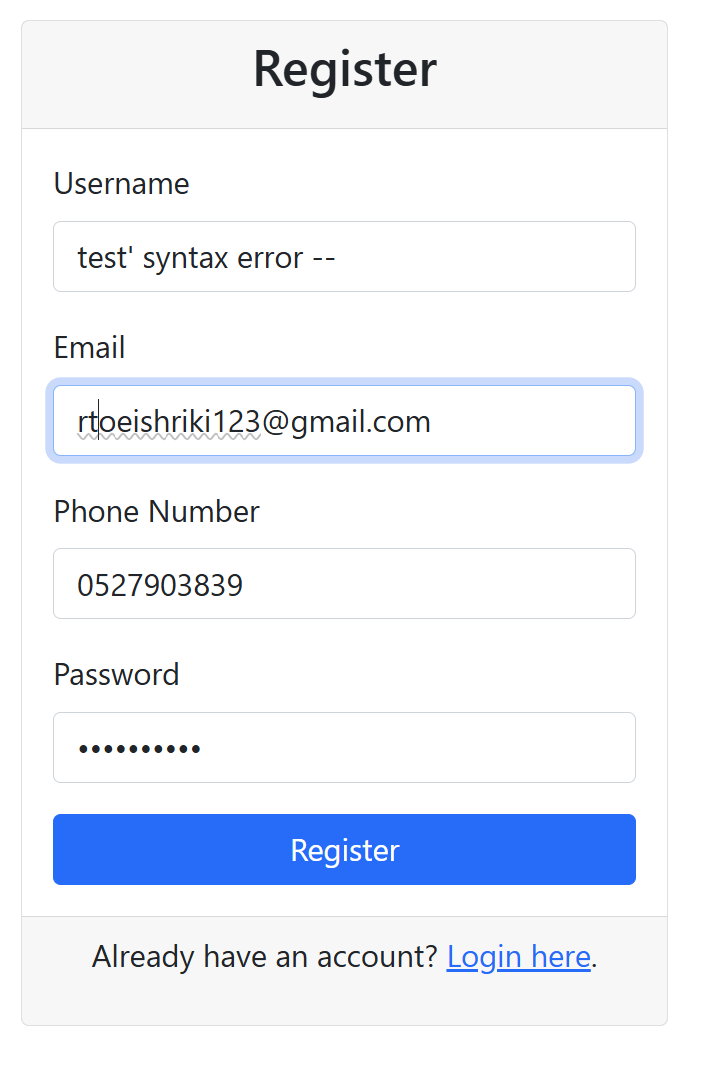 Register
Username
test' syntax error --
Email
rtoeishriki123@gmail.com
Phone Number
0527903839
Password
••••••••••
Register
Already have an account? Login here.